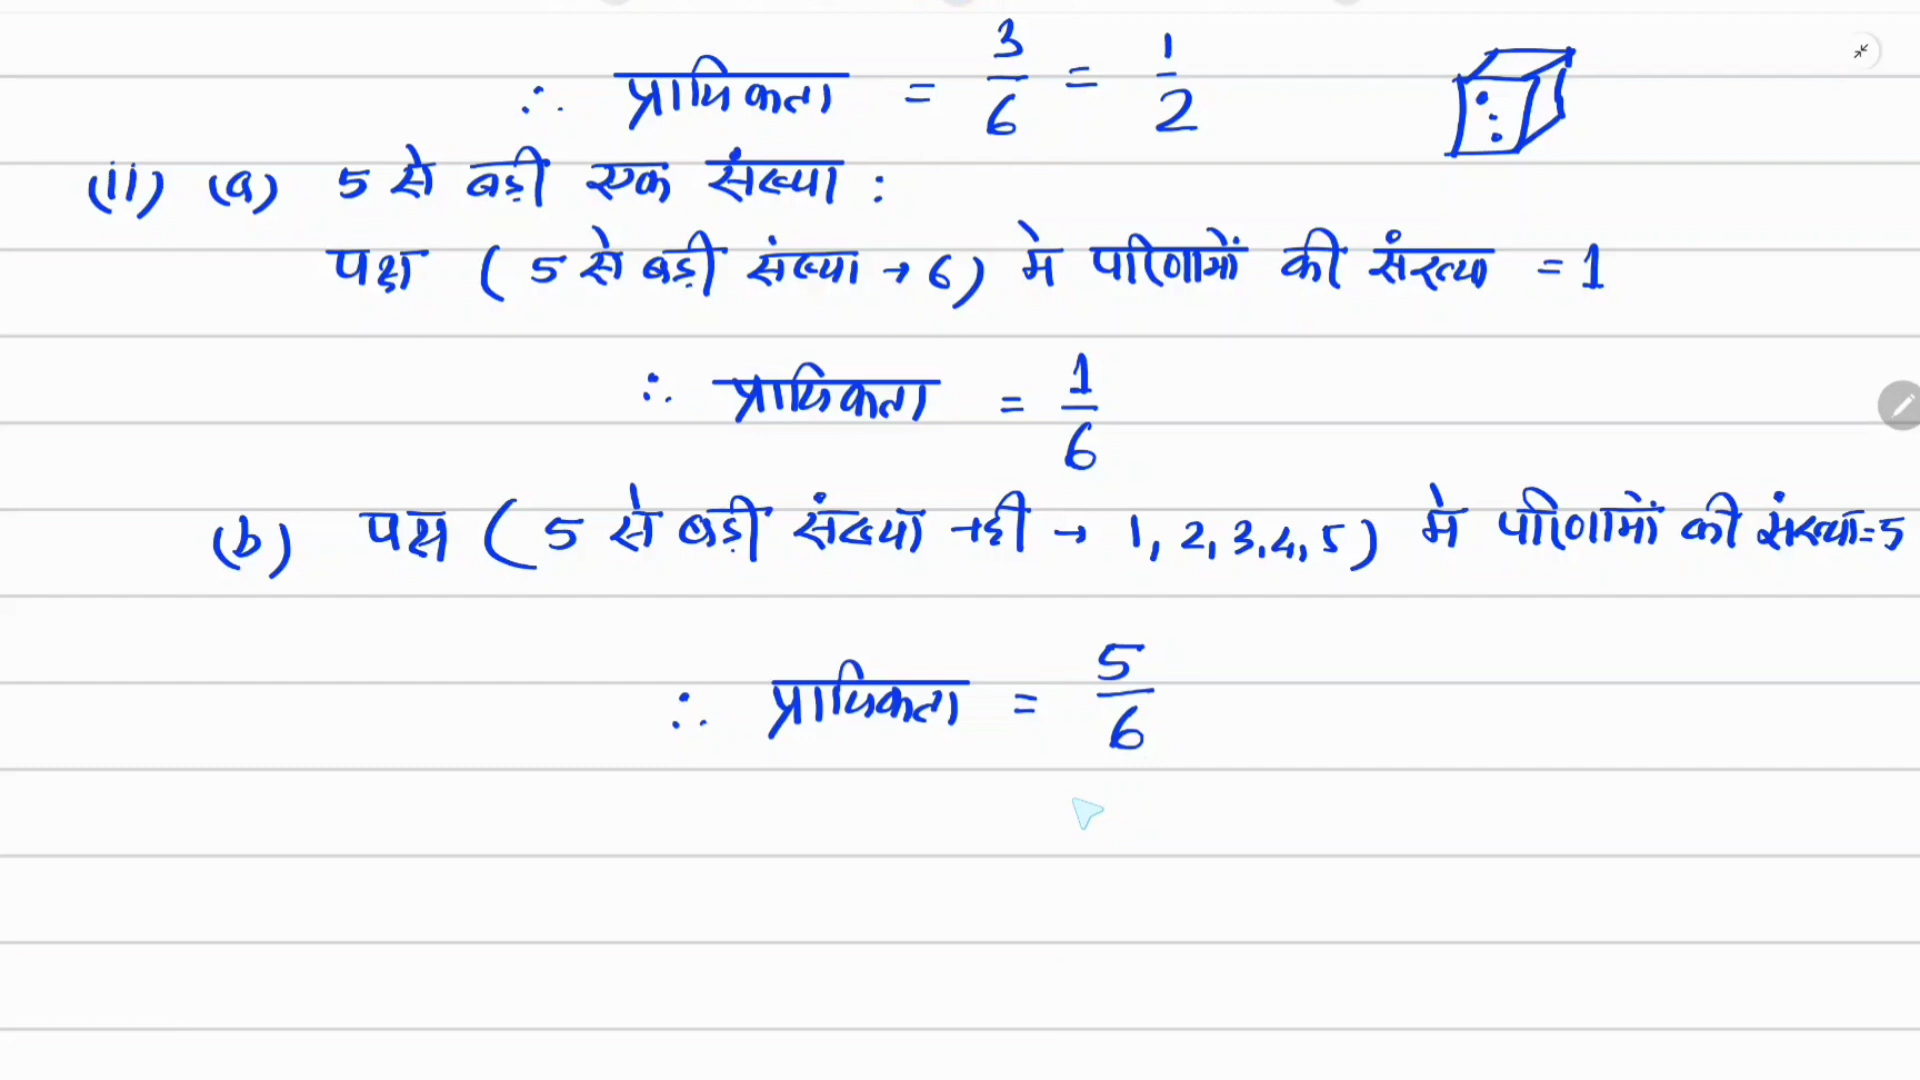 ∴ प्रायिकता = 3/6 = 1/2
(ii) (a) 5 से बड़ी एक संख्या :
पक्ष ( 5 से बड़ी संख्या → 6) मे परिणामों की संख्या = 1
∴ प्रायिकता = 1/6
(b) पक्ष ( 5 से बड़ी संख्या नहीं → 1, 2, 3, 4, 5) मे परिणामों की संख्या = 5
∴ प्रायिकता = 5/6